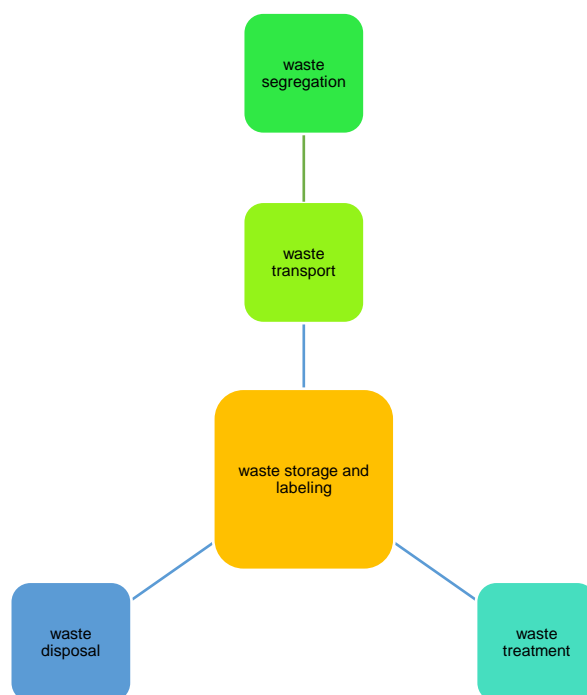 waste
segregation
waste
transport
waste storage and
labeling
waste
disposal
waste
treatment